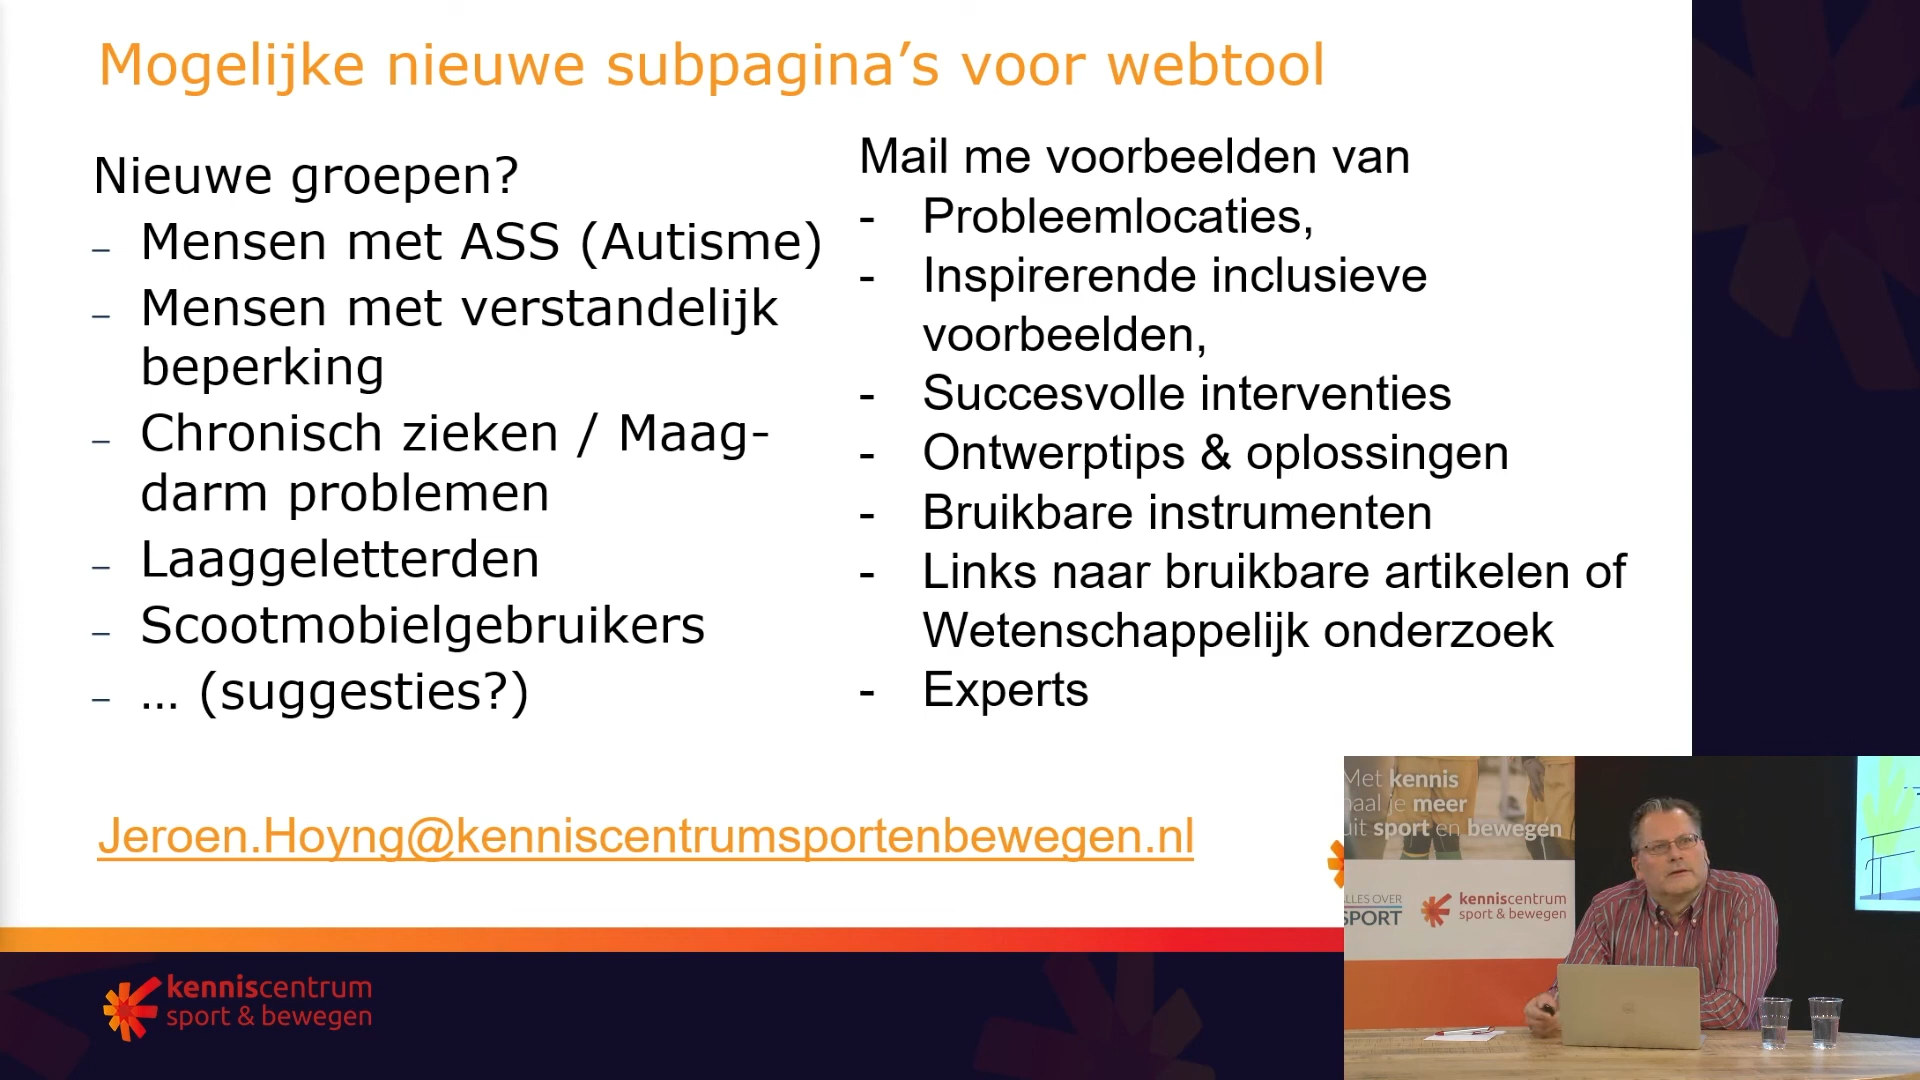 Mogelijke nieuwe subpagina’s voor webtool
Nieuwe groepen?
– Mensen met ASS (Autisme)
– Mensen met verstandelijk
beperking
– Chronisch zieken / Maag-
darm problemen
– Laaggeletterden
– Scootmobielgebruikers
– … (suggesties?)
Mail me voorbeelden van
- Probleemlocaties,
- Inspirerende inclusieve
voorbeelden,
- Succesvolle interventies
- Ontwerptips & oplossingen
- Bruikbare instrumenten
- Links naar bruikbare artikelen of
Wetenschappelijk onderzoek
- Experts
Jeroen.Hoyng@kenniscentrumsportenbewegen.nl
kenniscentrum
sport & bewegen
Met kennis
haal je meer
uit sport en bewegen
ALLES OVER
SPORT
kenniscentrum
sport & bewegen